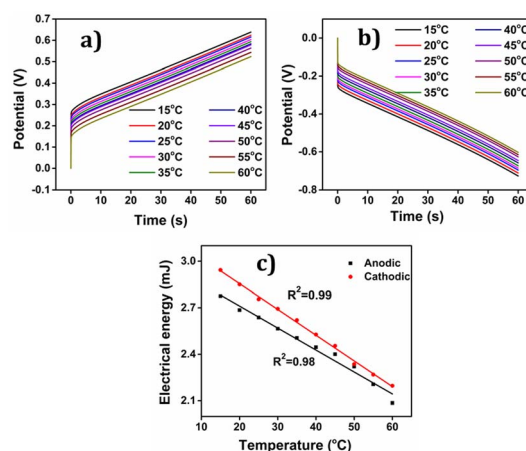 a)
0.7
0.6
0.5
0.4
0.3
0.2
0.1
0.0
-0.1
Potential (V)
15°C 40°C
20°C 45°C
25°C 50°C
30°C 55°C
35°C 60°C
0 10 20 30 40 50 60
Time (s)
b)
0.0
-0.2
-0.4
-0.6
-0.8
Potential (V)
15°C 40°C
20°C 45°C
25°C 50°C
30°C 55°C
35°C 60°C
0 10 20 30 40 50 60
Time (s)
c)
3.0
2.7
2.4
2.1
Electrical energy (mJ)
Anodic
Cathodic
R²=0.99
R²=0.98
10 20 30 40 50 60
Temperature (°C)